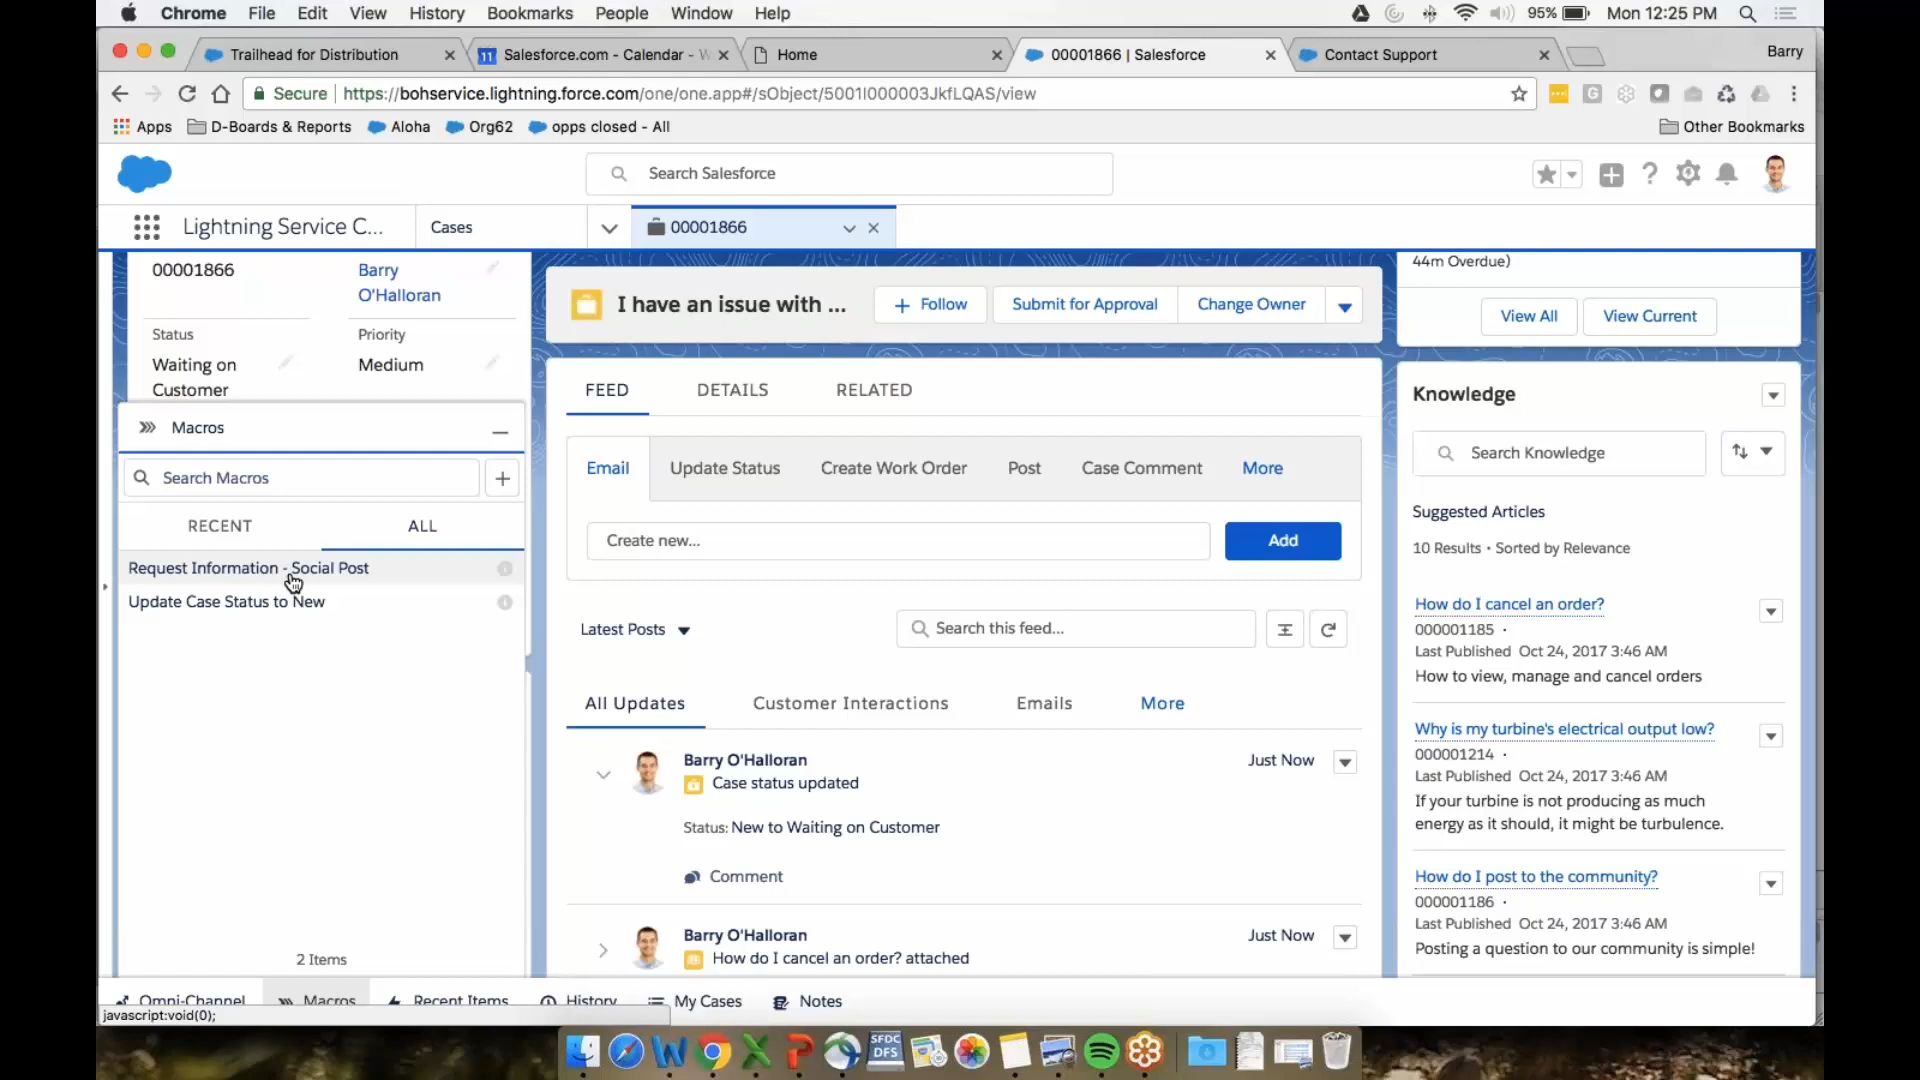 Chrome File Edit View History Bookmarks People Window Help 95% Mon 12:25 PM
Trailhead for Distribution
11 Salesforce.com - Calendar - W
Home
00001866 | Salesforce
Contact Support
Barry
Secure https://bohservice.lightning.force.com/one/one.app#/sObject/5001I000003JkfLQAS/view
Apps D-Boards & Reports Aloha Org62 opps closed - All Other Bookmarks
Search Salesforce
Lightning Service C... Cases 00001866
00001866
Barry
O'Halloran
Status
Waiting on
Customer
Priority
Medium
Macros
Search Macros
RECENT ALL
Request Information - Social Post
Update Case Status to New
2 Items
I have an issue with ...
+ Follow Submit for Approval Change Owner
FEED DETAILS RELATED
Email Update Status Create Work Order Post Case Comment More
Create new... Add
Latest Posts Search this feed...
All Updates Customer Interactions Emails More
Barry O'Halloran Just Now
Case status updated
Status: New to Waiting on Customer
Comment
Barry O'Halloran Just Now
How do I cancel an order? attached
44m Overdue)
View All View Current
Knowledge
Search Knowledge
Suggested Articles
10 Results • Sorted by Relevance
How do I cancel an order?
000001185 ·
Last Published Oct 24, 2017 3:46 AM
How to view, manage and cancel orders
Why is my turbine's electrical output low?
000001214 ·
Last Published Oct 24, 2017 3:46 AM
If your turbine is not producing as much
energy as it should, it might be turbulence.
How do I post to the community?
000001186 ·
Last Published Oct 24, 2017 3:46 AM
Posting a question to our community is simple!
Omni-Channel Macros Recent Items History My Cases Notes
javascript:void(0);
SFDC
DFS